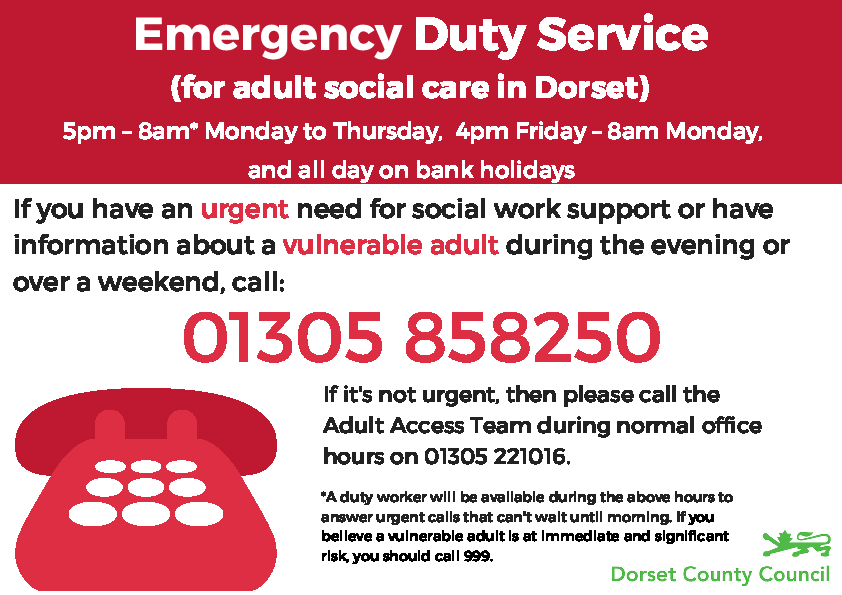 Emergency Duty Service
(for adult social care in Dorset)
5pm – 8am* Monday to Thursday, 4pm Friday – 8am Monday,
and all day on bank holidays
If you have an urgent need for social work support or have
information about a vulnerable adult during the evening or
over a weekend, call:
01305 858250
If it's not urgent, then please call the
Adult Access Team during normal office
hours on 01305 221016.
*A duty worker will be available during the above hours to
answer urgent calls that can't wait until morning. If you
believe a vulnerable adult is at immediate and significant
risk, you should call 999.
Dorset County Council